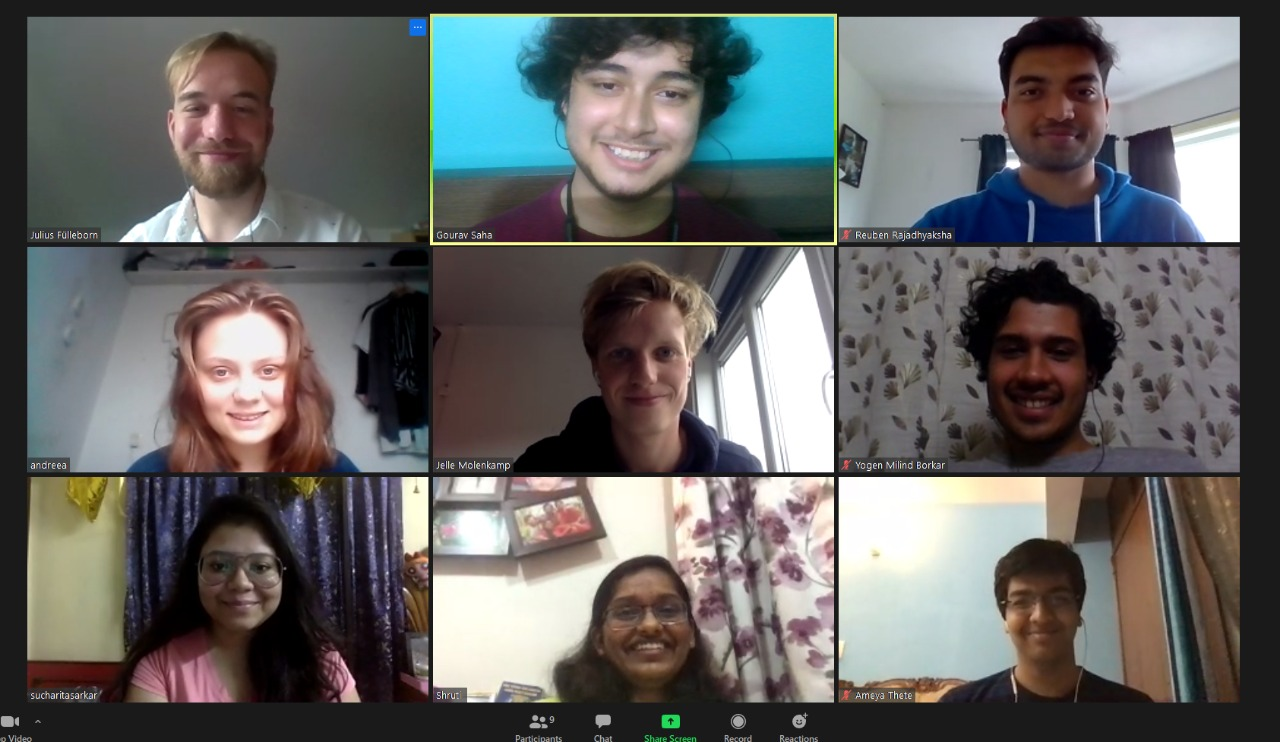 Julius Fülleborn
Gourav Saha
Reuben Rajadhyaksha
andreea
Jelle Molenkamp
Yogen Milind Borkar
sucharitasarkar
Shruti
Ameya Thete
p Video
9
Participants
Chat
Share Screen
Record
Reactions